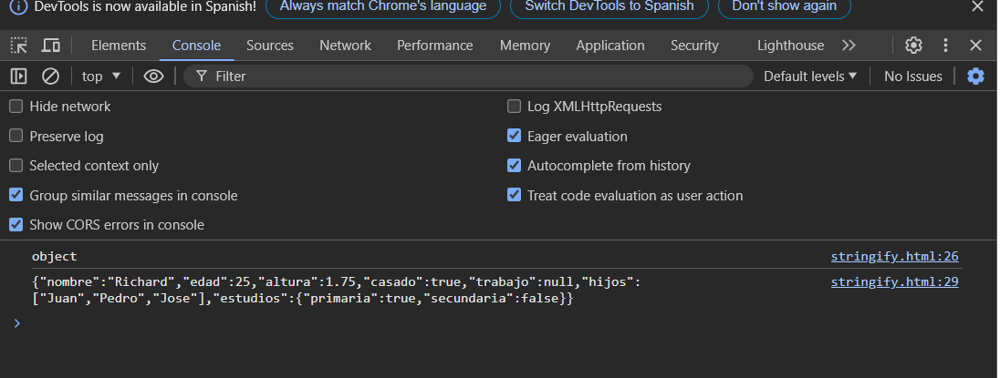 DevTools is now available in Spanish! Always match Chrome's language Switch DevTools to Spanish Don't show again
Elements Console Sources Network Performance Memory Application Security Lighthouse
top Filter Default levels No Issues
Hide network Log XMLHttpRequests
Preserve log Eager evaluation
Selected context only Autocomplete from history
Group similar messages in console Treat code evaluation as user action
Show CORS errors in console
object stringify.html:26
{"nombre":"Richard","edad":25,"altura":1.75,"casado":true,"trabajo":null,"hijos": stringify.html:29
["Juan","Pedro","Jose"],"estudios":{"primaria":true,"secundaria":false}}